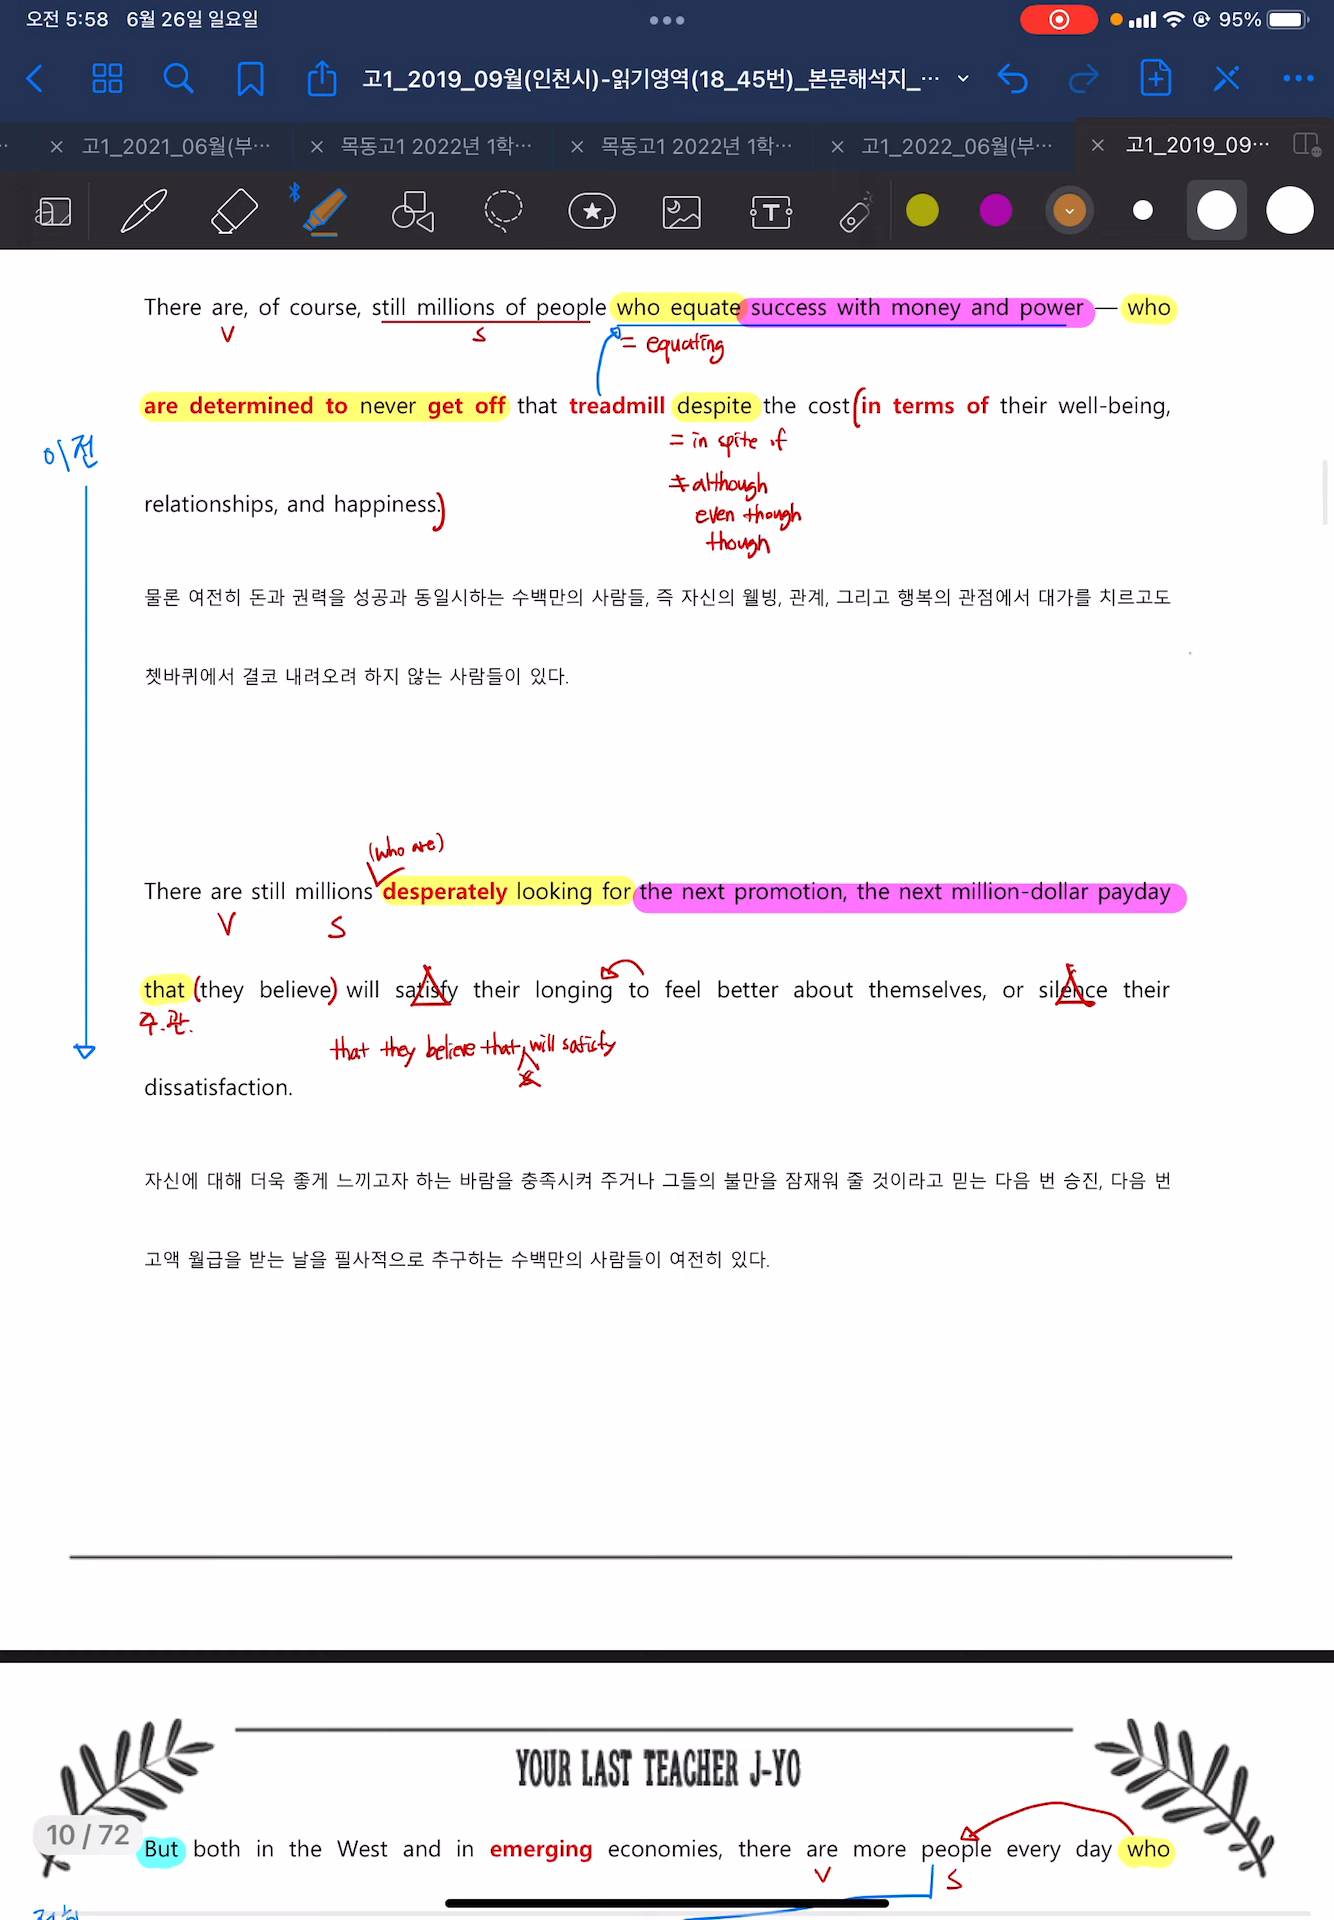 오전 5:58 6월 26일 일요일
95%
고1_2019_09월(인천시)-읽기영역(18_45번)_본문해석지_···
고1_2021_06월(부··· 목동고1 2022년 1학··· 목동고1 2022년 1학··· 고1_2022_06월(부··· 고1_2019_09···
There are, of course, still millions of people who equate success with money and power — who
V S
= equating
are determined to never get off that treadmill despite the cost (in terms of their well-being,
= in spite of
이전
≠ although
relationships, and happiness.)
even though
though
물론 여전히 돈과 권력을 성공과 동일시하는 수백만의 사람들, 즉 자신의 웰빙, 관계, 그리고 행복의 관점에서 대가를 치르고도
쳇바퀴에서 결코 내려오려 하지 않는 사람들이 있다.
(who are)
There are still millions desperately looking for the next promotion, the next million-dollar payday
V S
that (they believe) will satisfy their longing to feel better about themselves, or silence their
주.관.
that they believe that will satisfy
dissatisfaction.
자신에 대해 더욱 좋게 느끼고자 하는 바람을 충족시켜 주거나 그들의 불만을 잠재워 줄 것이라고 믿는 다음 번 승진, 다음 번
고액 월급을 받는 날을 필사적으로 추구하는 수백만의 사람들이 여전히 있다.
YOUR LAST TEACHER J-YO
10 / 72
But both in the West and in emerging economies, there are more people every day who
V S